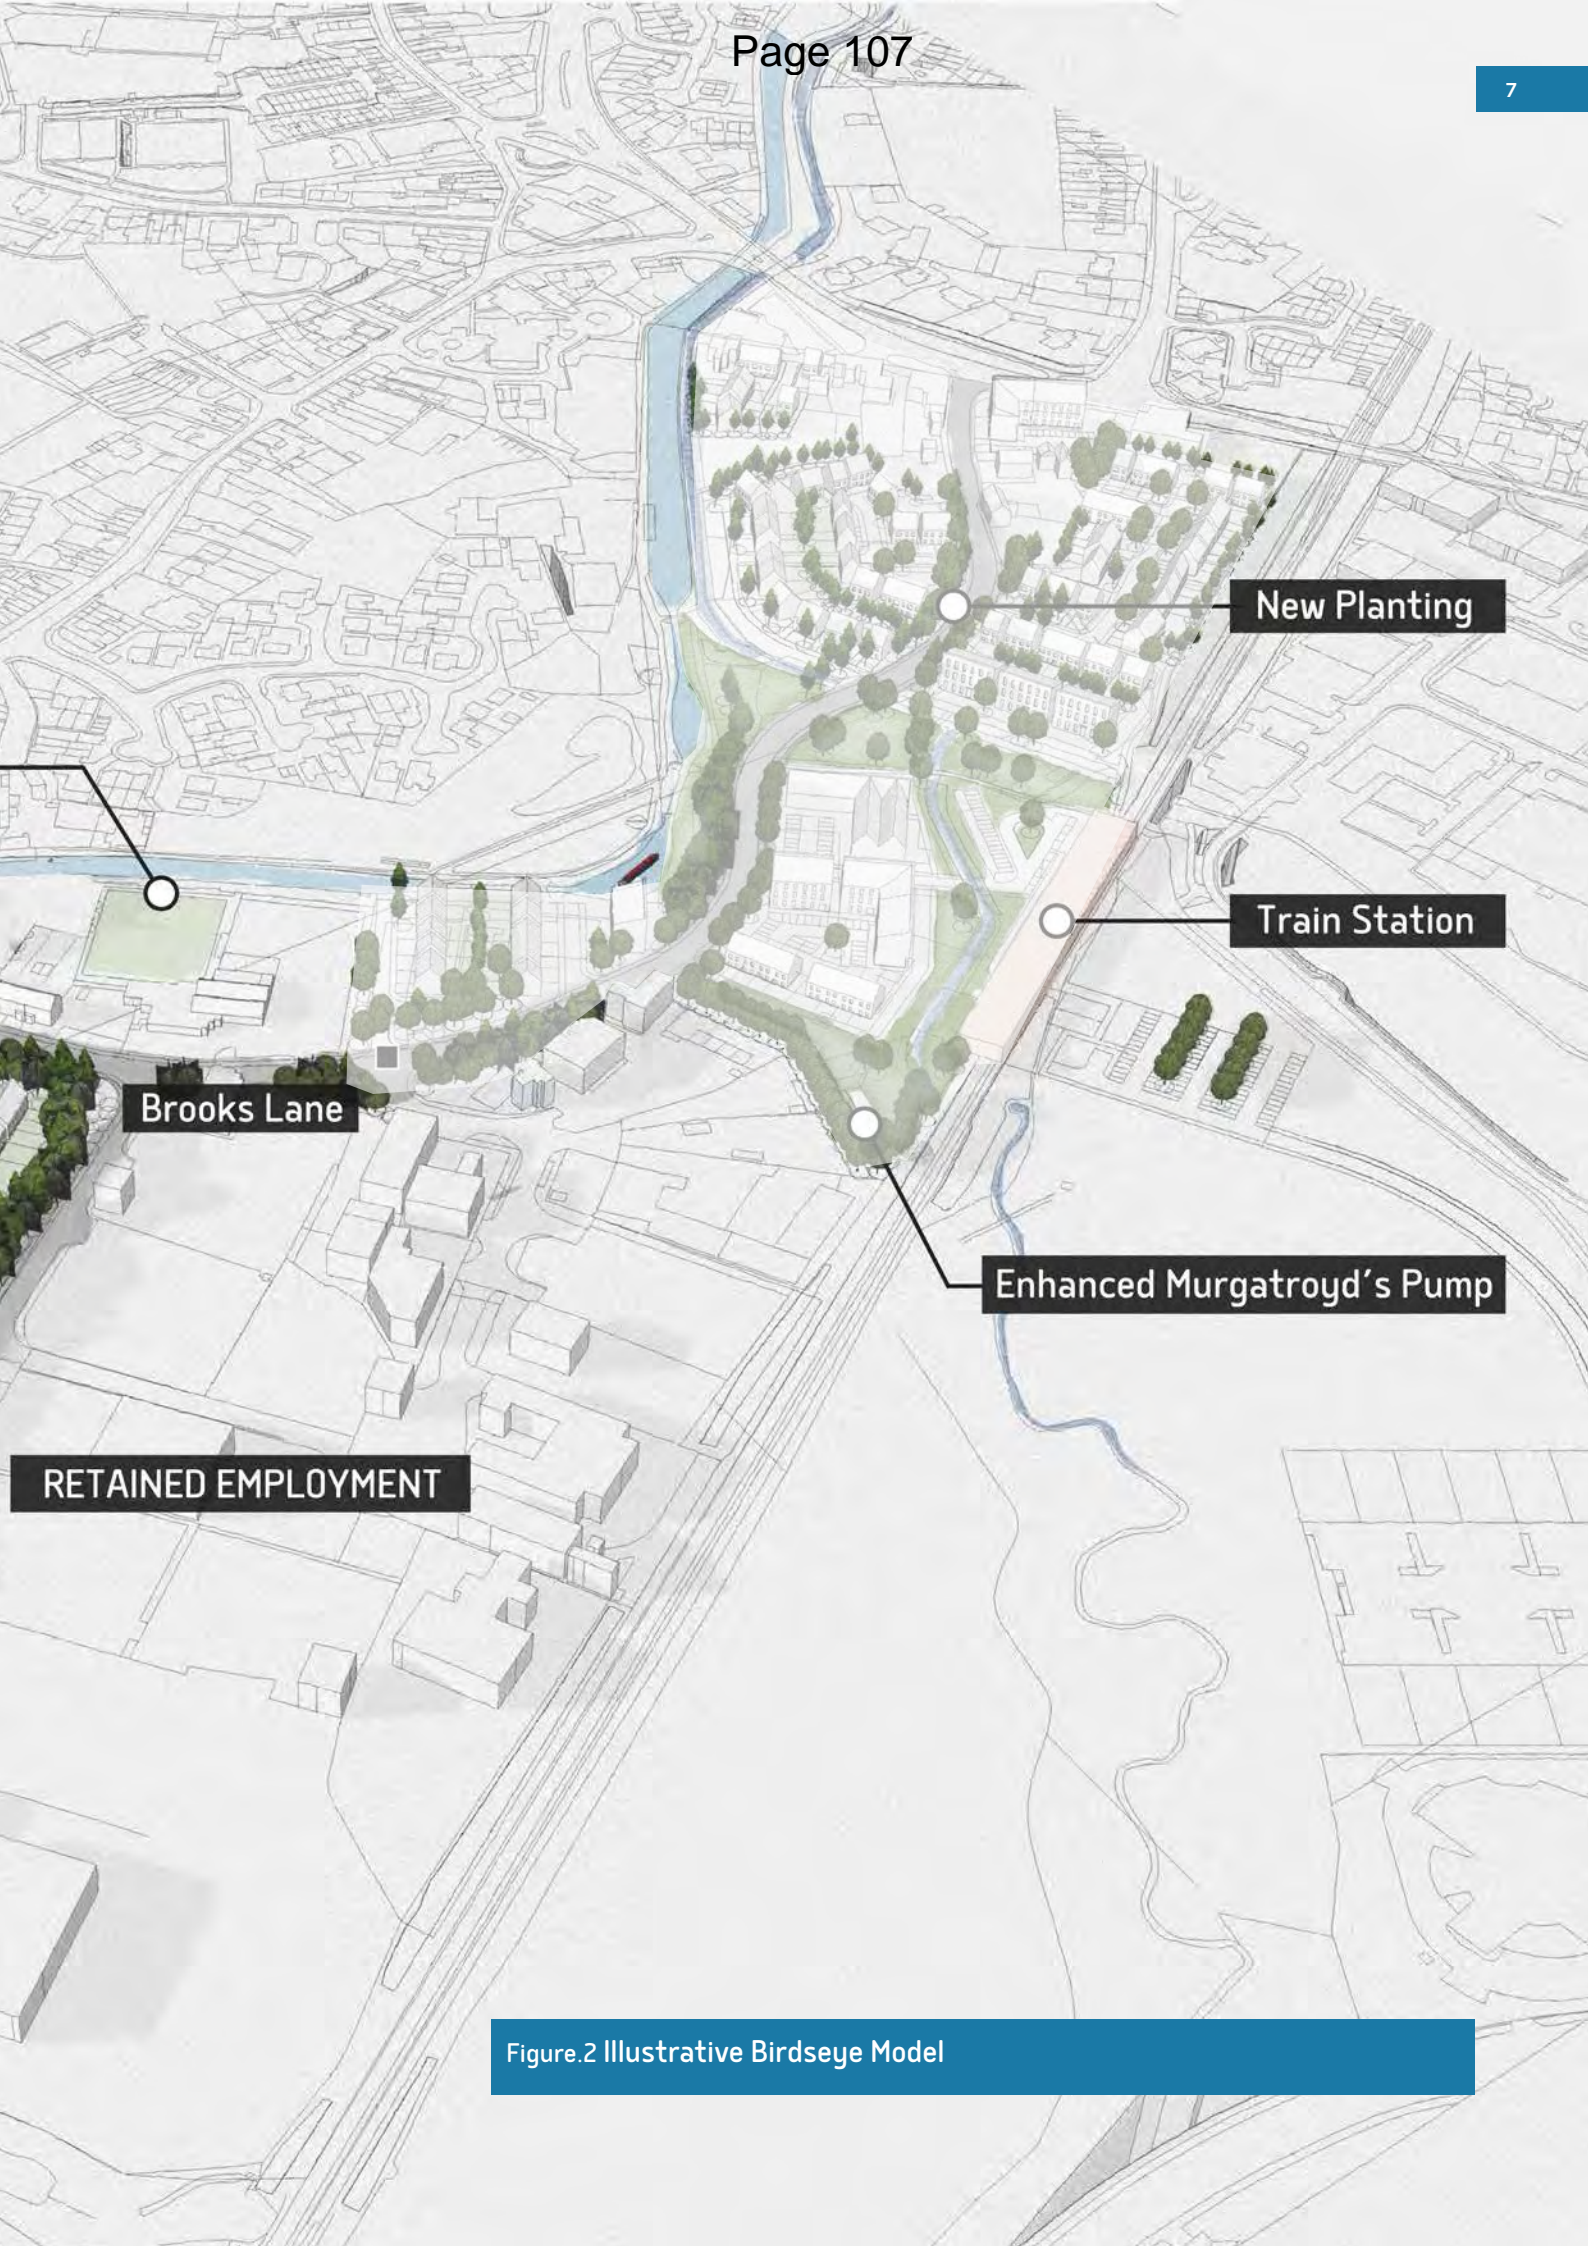 Page 107
7
New Planting
Train Station
Brooks Lane
Enhanced Murgatroyd's Pump
RETAINED EMPLOYMENT
Figure.2 Illustrative Birdseye Model